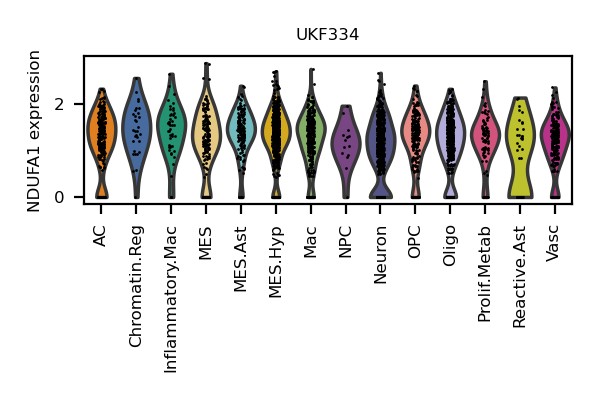 UKF334
NDUFA1 expression
2
0
AC
Chromatin.Reg
Inflammatory.Mac
MES
MES.Ast
MES.Hyp
Mac
NPC
Neuron
OPC
Oligo
Prolif.Metab
Reactive.Ast
Vasc